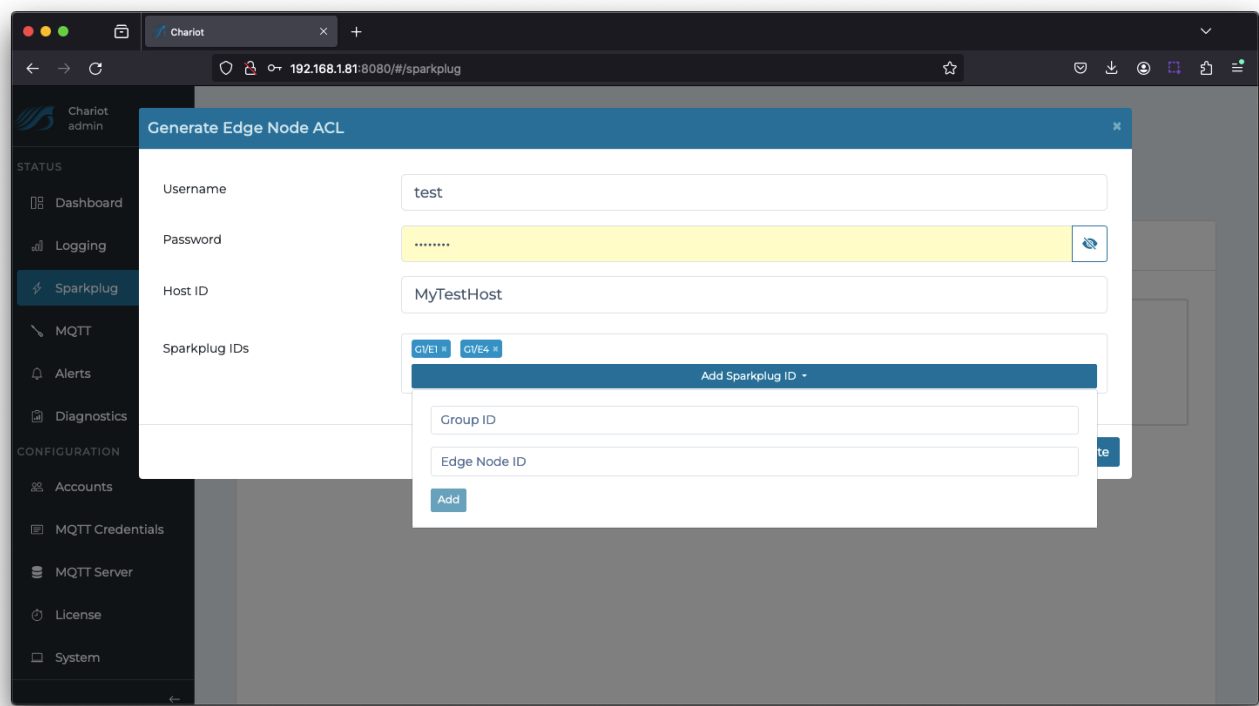 Chariot
192.168.1.81:8080/#/sparkplug
Chariot
admin
Generate Edge Node ACL
STATUS
Dashboard
Logging
Sparkplug
MQTT
Alerts
Diagnostics
CONFIGURATION
Accounts
MQTT Credentials
MQTT Server
License
System
Username
test
Password
••••••••
Host ID
MyTestHost
Sparkplug IDs
G1/E1 × G1/E4 ×
Add Sparkplug ID
Group ID
Edge Node ID
Add
te